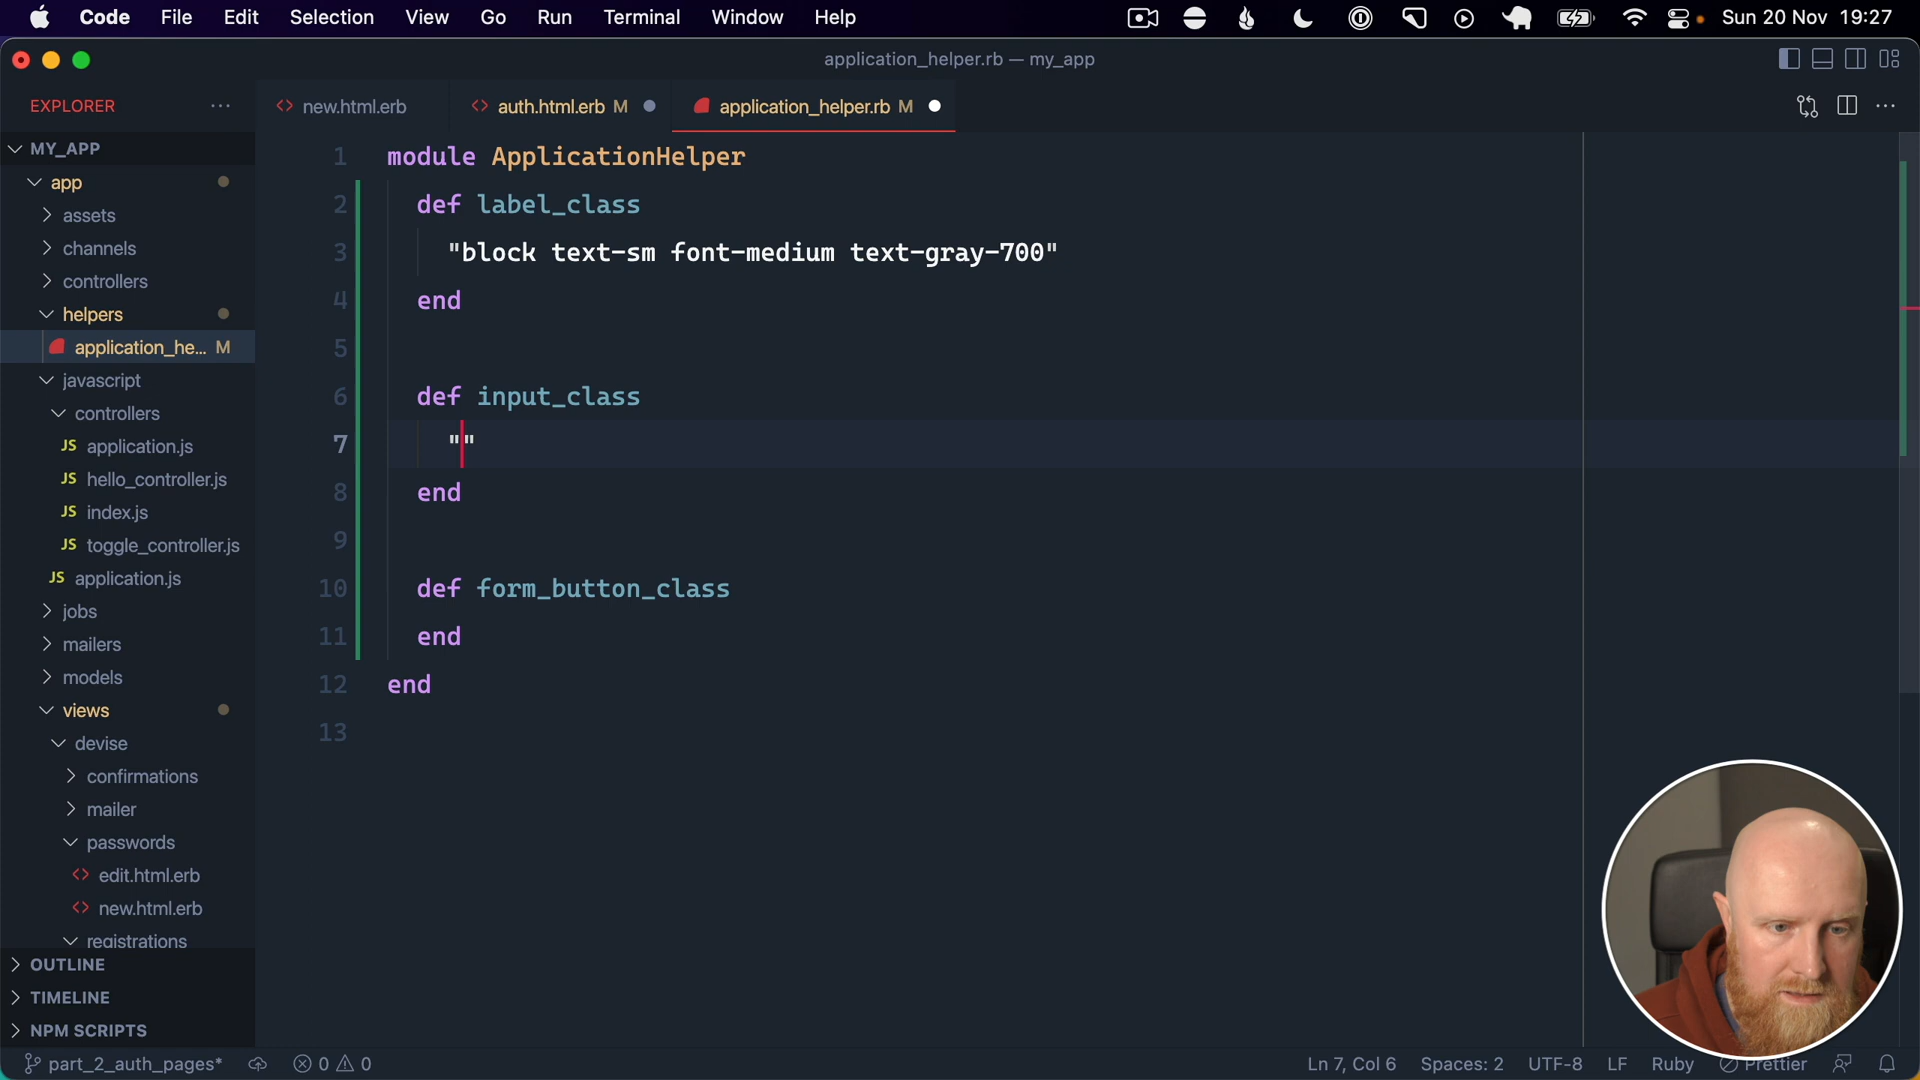 Code File Edit Selection View Go Run Terminal Window Help Sun 20 Nov 19:27
application_helper.rb — my_app
EXPLORER ···
new.html.erb auth.html.erb M application_helper.rb M
MY_APP
app
assets
channels
controllers
helpers
application_he... M
javascript
controllers
JS application.js
JS hello_controller.js
JS index.js
JS toggle_controller.js
JS application.js
jobs
mailers
models
views
devise
confirmations
mailer
passwords
edit.html.erb
new.html.erb
registrations
OUTLINE
TIMELINE
NPM SCRIPTS
1 module ApplicationHelper
2 def label_class
3 "block text-sm font-medium text-gray-700"
4 end
5
6 def input_class
7 ""
8 end
9
10 def form_button_class
11 end
12 end
13
part_2_auth_pages* 0 0 Ln 7, Col 6 Spaces: 2 UTF-8 LF Ruby Prettier